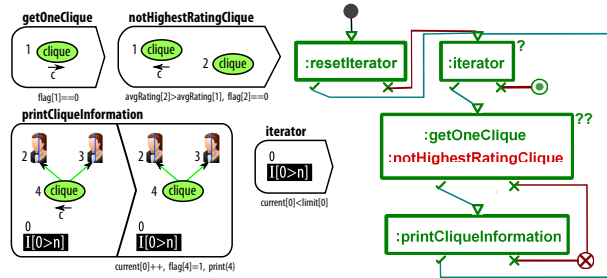 getOneClique
1 clique
c
flag[1]==0
notHighestRatingClique
1 clique
c
2 clique
avgRating[2]>avgRating[1], flag[2]==0
printCliqueInformation
2 3
4 clique
c
0
I[0>n]
2 3
4 clique
0
I[0>n]
current[0]++, flag[4]=1, print(4)
iterator
0
I[0>n]
current[0]<limit[0]
:resetIterator
:iterator
?
:getOneClique
:notHighestRatingClique
??
:printCliqueInformation